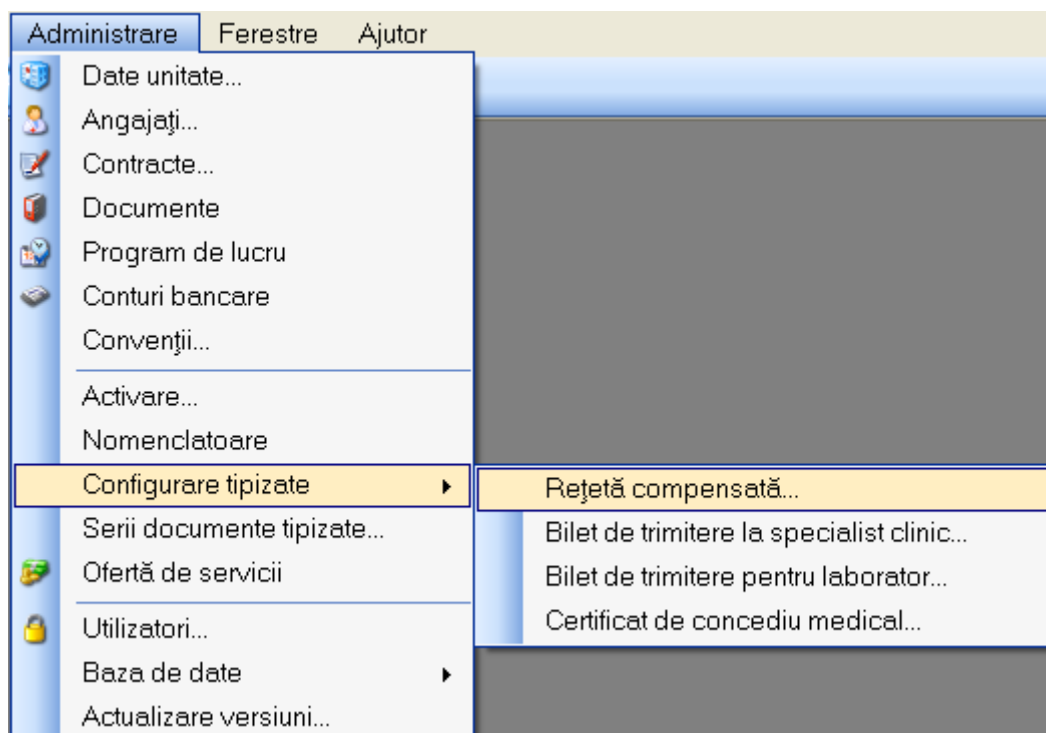 Administrare Ferestre Ajutor
Date unitate...
Angajaţi...
Contracte...
Documente
Program de lucru
Conturi bancare
Convenţii...
Activare...
Nomenclatoare
Configurare tipizate
Serii documente tipizate...
Ofertă de servicii
Utilizatori...
Baza de date
Actualizare versiuni...
Reţetă compensată...
Bilet de trimitere la specialist clinic...
Bilet de trimitere pentru laborator...
Certificat de concediu medical...